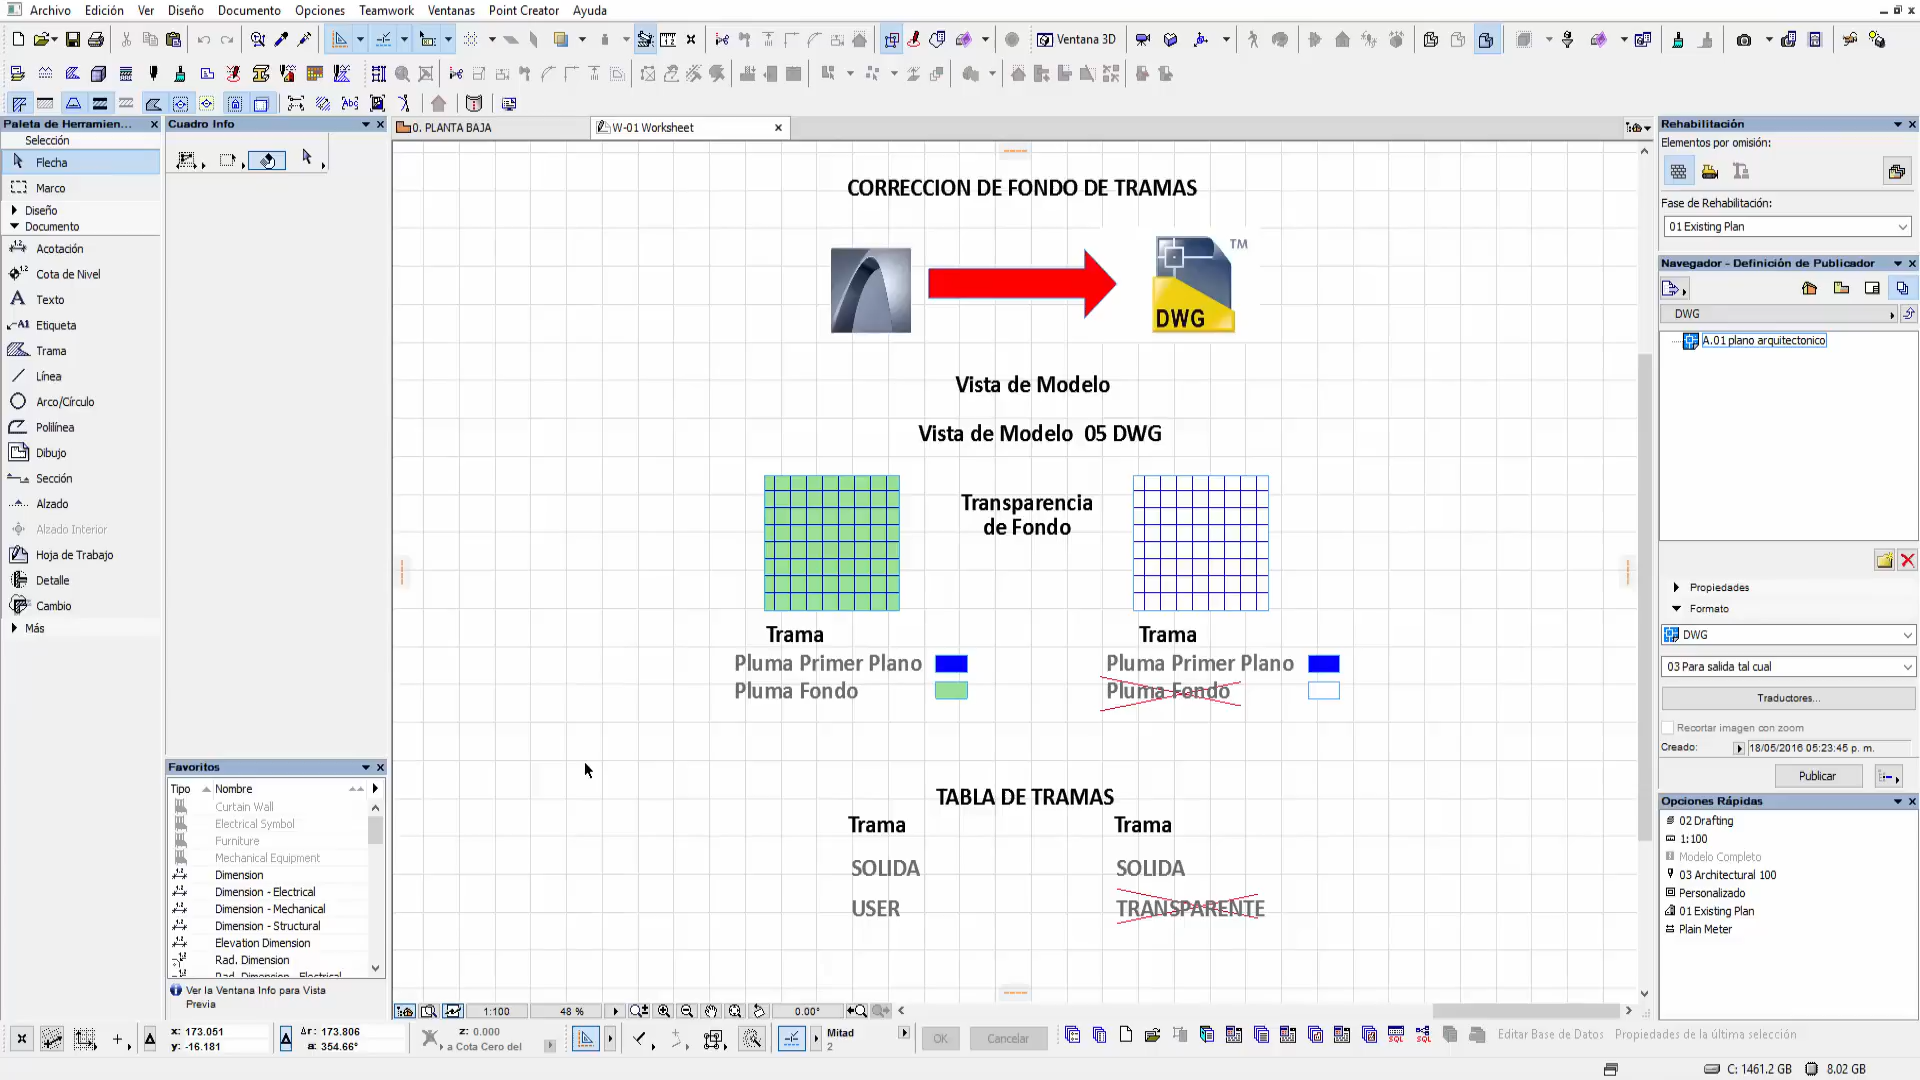 Archivo Edición Ver Diseño Documento Opciones Teamwork Ventanas Point Creator Ayuda
Ventana 3D
Abc
SQL SQL
Paleta de Herramien...
Selección
Flecha
Marco
Diseño
Documento
Acotación
Cota de Nivel
Texto
Etiqueta
Trama
Línea
Arco/Círculo
Polilínea
Dibujo
Sección
Alzado
Alzado Interior
Hoja de Trabajo
Detalle
Cambio
Más
Cuadro Info
Favoritos
Tipo Nombre
Curtain Wall
Electrical Symbol
Furniture
Mechanical Equipment
Dimension
Dimension - Electrical
Dimension - Mechanical
Dimension - Structural
Elevation Dimension
Rad. Dimension
Rad. Dimension - Electrical
Ver la Ventana Info para Vista
Previa
0. PLANTA BAJA
W-01 Worksheet
CORRECCION DE FONDO DE TRAMAS
TM
DWG
Vista de Modelo
Vista de Modelo 05 DWG
Transparencia
de Fondo
Trama
Pluma Primer Plano
Pluma Fondo
Trama
Pluma Primer Plano
Pluma Fondo
TABLA DE TRAMAS
Trama Trama
SOLIDA SOLIDA
USER TRANSPARENTE
1:100 48 % 0.00°
x: 173.051
y: -16.181
Δr: 173.806
a: 354.66°
z: 0.000
a Cota Cero del
Mitad
2
OK Cancelar
Editar Base de Datos Propiedades de la última selección
C: 1461.2 GB 8.02 GB
Rehabilitación
Elementos por omisión:
Fase de Rehabilitación:
01 Existing Plan
Navegador - Definición de Publicador
DWG
A.01 plano arquitectonico
Propiedades
Formato
DWG
03 Para salida tal cual
Traductores...
Recortar imagen con zoom
Creado: 18/05/2016 05:23:45 p. m.
Publicar
Opciones Rápidas
02 Drafting
1:100
Modelo Completo
03 Architectural 100
Personalizado
01 Existing Plan
Plain Meter